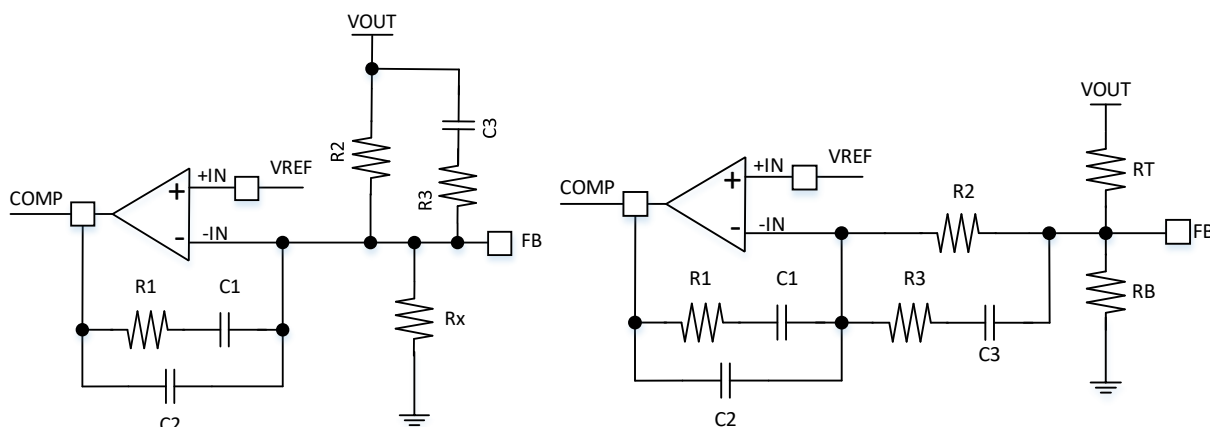 VOUT
R2
C3
R3
+IN
VREF
COMP
+
-
-IN
FB
R1
C1
Rx
C2
VOUT
RT
+IN
VREF
COMP
+
-
-IN
R2
FB
R1
C1
R3
C3
RB
C2